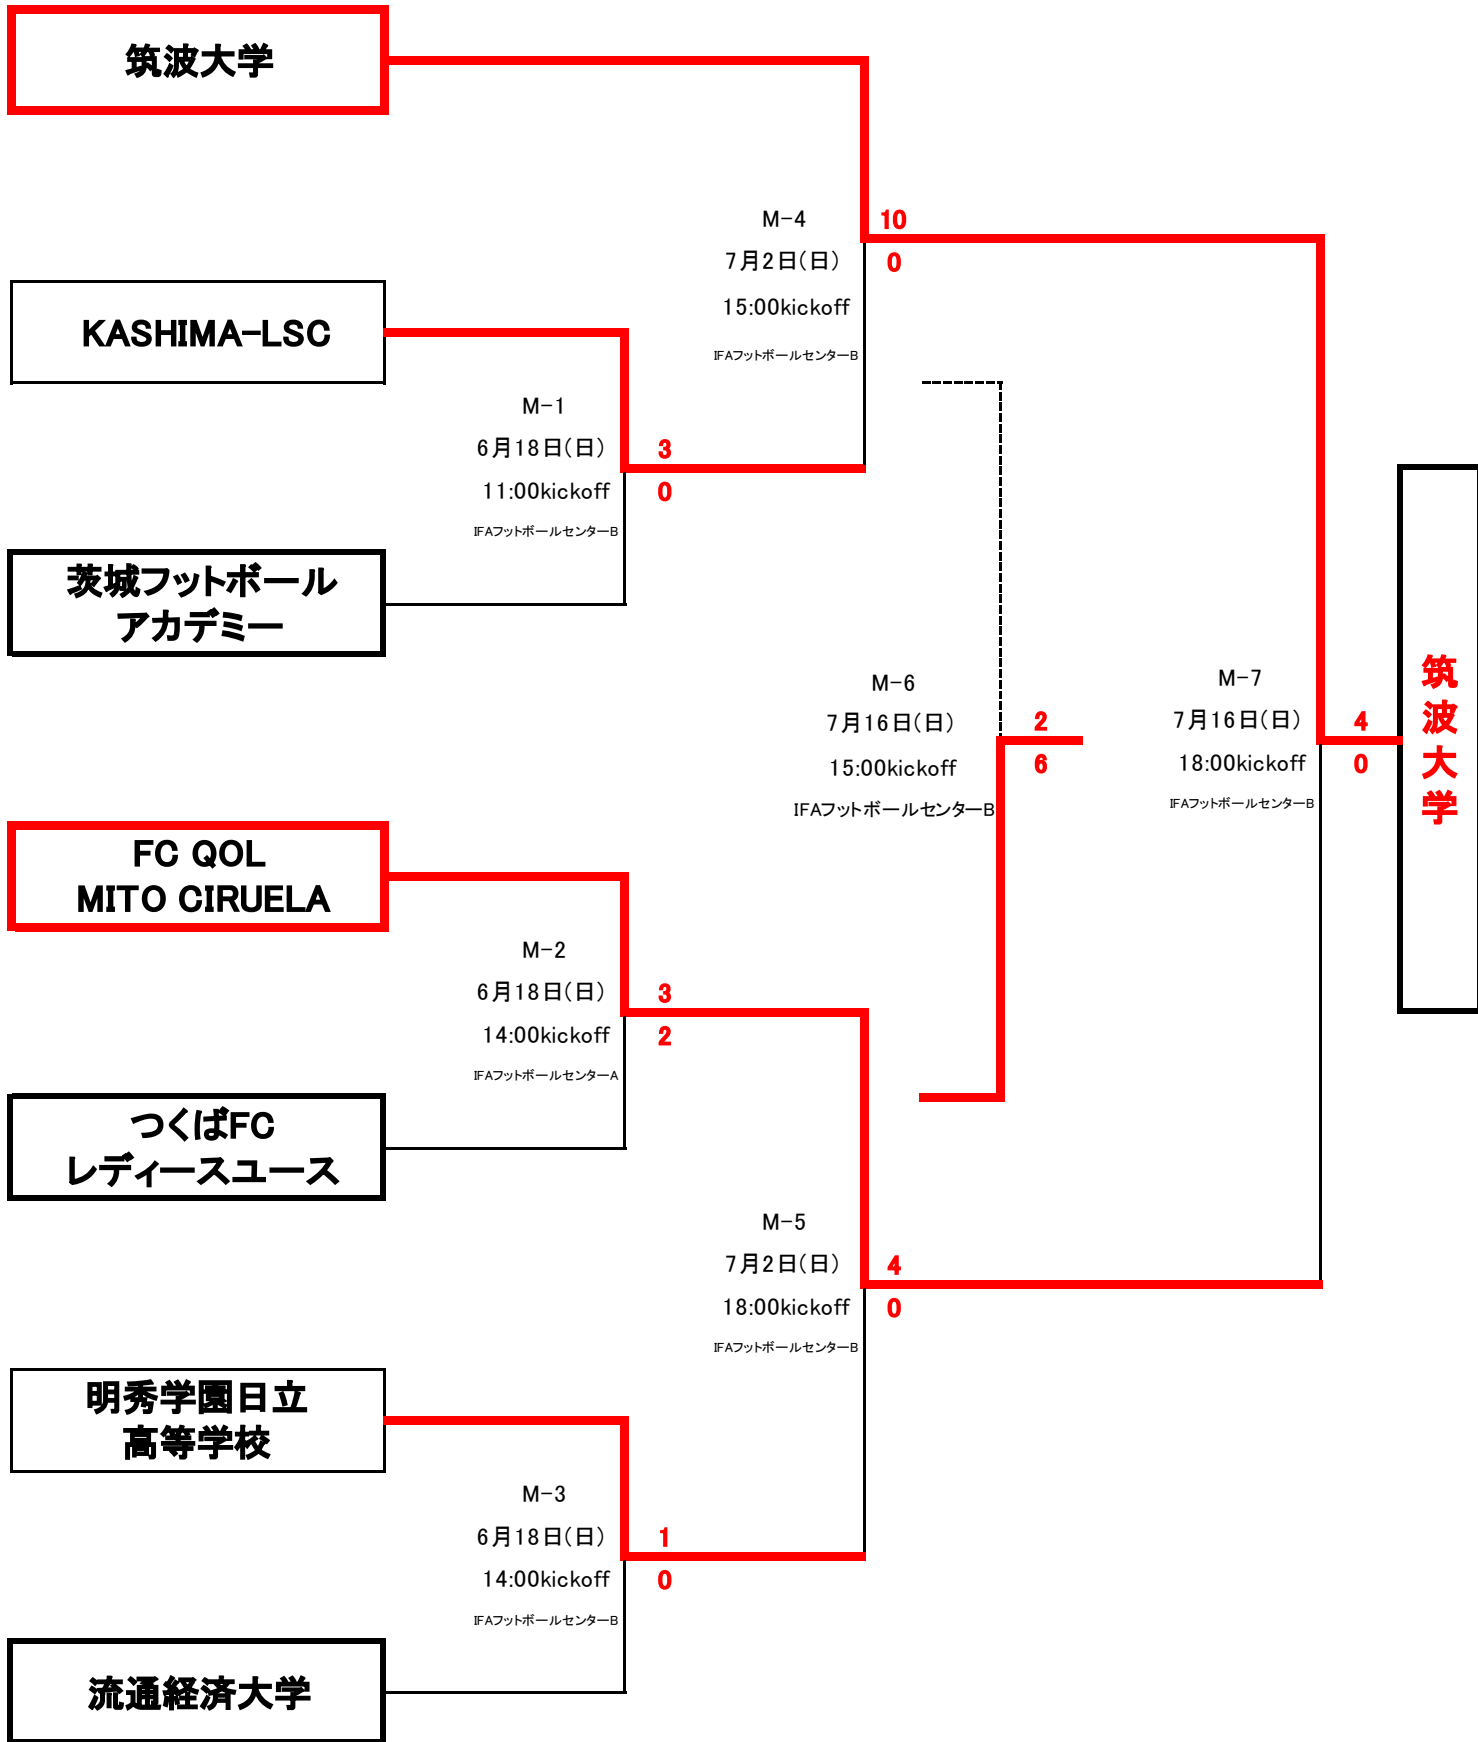 筑波大学
M-4
10
7月2日(日)
0
15:00kickoff
IFAフットボールセンターB
KASHIMA-LSC
M-1
6月18日(日)
3
11:00kickoff
0
IFAフットボールセンターB
茨城フットボール
アカデミー
M-6
7月16日(日)
2
15:00kickoff
6
IFAフットボールセンターB
M-7
7月16日(日)
4
18:00kickoff
0
IFAフットボールセンターB
筑波大学
FC QOL
MITO CIRUELA
M-2
6月18日(日)
3
14:00kickoff
2
IFAフットボールセンターA
つくばFC
レディースユース
M-5
7月2日(日)
4
18:00kickoff
0
IFAフットボールセンターB
明秀学園日立
高等学校
M-3
6月18日(日)
1
14:00kickoff
0
IFAフットボールセンターB
流通経済大学